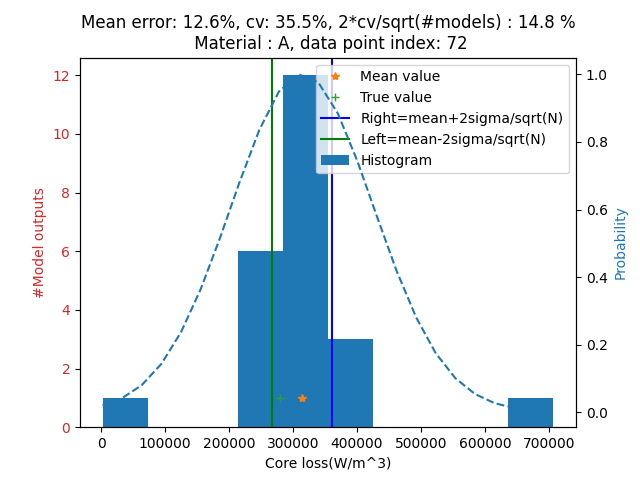 Mean error: 12.6%, cv: 35.5%, 2*cv/sqrt(#models) : 14.8 %
Material : A, data point index: 72
12
10
8
6
4
2
0
#Model outputs
Mean value
True value
Right=mean+2sigma/sqrt(N)
Left=mean-2sigma/sqrt(N)
Histogram
1.0
0.8
0.6
0.4
0.2
0.0
Probability
0 100000 200000 300000 400000 500000 600000 700000
Core loss(W/m^3)